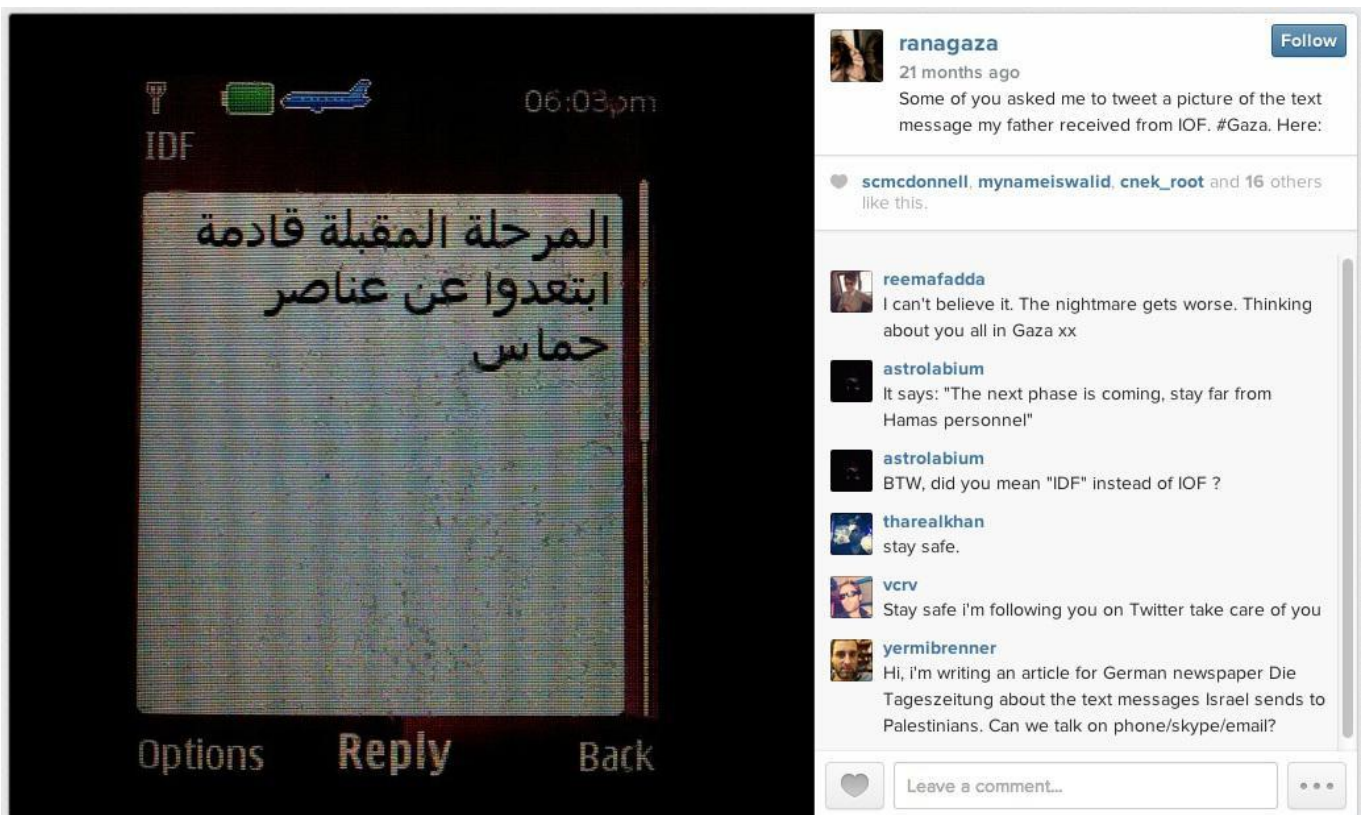 06:03pm
IDF
المرحلة المقبلة قادمة
ابتعدوا عن عناصر
حماس
Options Reply Back
ranagaza
Follow
21 months ago
Some of you asked me to tweet a picture of the text
message my father received from IOF. #Gaza. Here:
scmcdonnell, mynameiswalid, cnek_root and 16 others
like this.
reemafadda
I can't believe it. The nightmare gets worse. Thinking
about you all in Gaza xx
astrolabium
It says: "The next phase is coming, stay far from
Hamas personnel"
astrolabium
BTW, did you mean "IDF" instead of IOF ?
tharealkhan
stay safe.
vcrv
Stay safe i'm following you on Twitter take care of you
yermibrenner
Hi, i'm writing an article for German newspaper Die
Tageszeitung about the text messages Israel sends to
Palestinians. Can we talk on phone/skype/email?
Leave a comment...